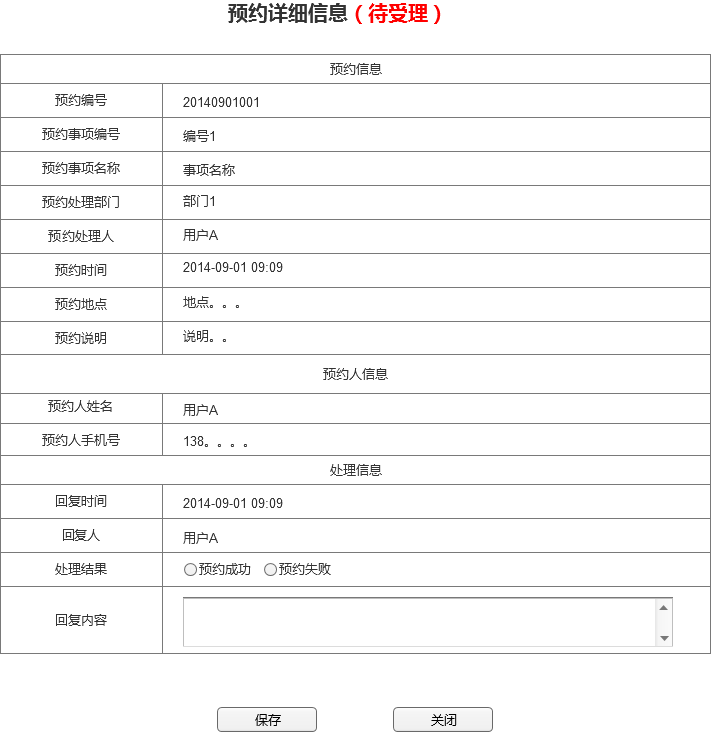 预约详细信息（待受理）
预约信息
预约编号 20140901001
预约事项编号 编号1
预约事项名称 事项名称
预约处理部门 部门1
预约处理人 用户A
预约时间 2014-09-01 09:09
预约地点 地点。。。
预约说明 说明。。
预约人信息
预约人姓名 用户A
预约人手机号 138。。。。
处理信息
回复时间 2014-09-01 09:09
回复人 用户A
处理结果 预约成功 预约失败
回复内容
保存 关闭